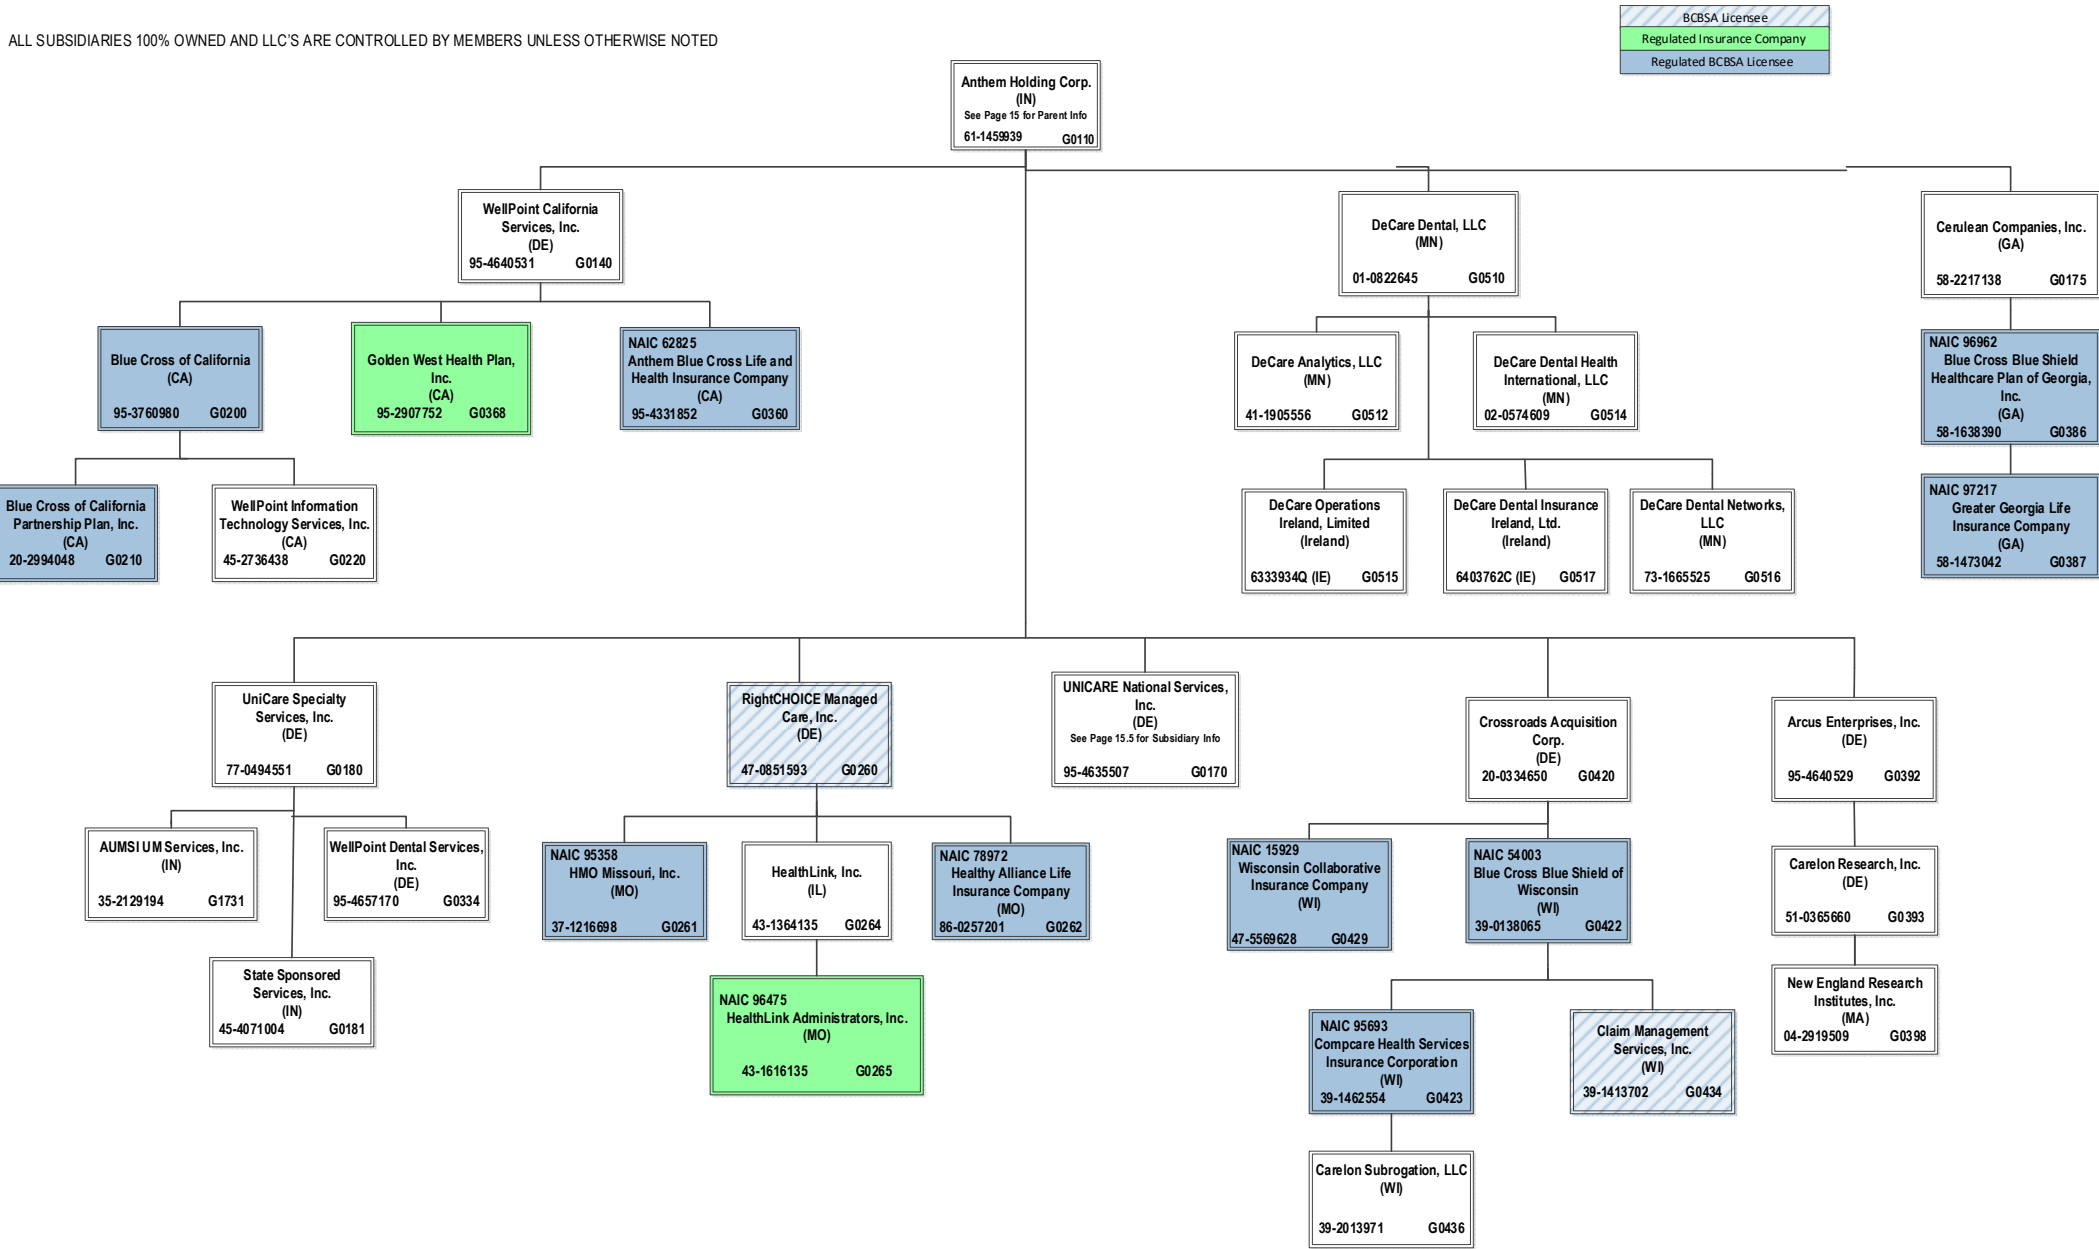 BCBSA Licensee
Regulated Insurance Company
Regulated BCBSA Licensee
ALL SUBSIDIARIES 100% OWNED AND LLC'S ARE CONTROLLED BY MEMBERS UNLESS OTHERWISE NOTED
Anthem Holding Corp.
(IN)
See Page 15 for Parent Info
61-1459939 G0110
WellPoint California
Services, Inc.
(DE)
95-4640531 G0140
DeCare Dental, LLC
(MN)
01-0822645 G0510
Cerulean Companies, Inc.
(GA)
58-2217138 G0175
Blue Cross of California
(CA)
95-3760980 G0200
Golden West Health Plan,
Inc.
(CA)
95-2907752 G0368
NAIC 62825
Anthem Blue Cross Life and
Health Insurance Company
(CA)
95-4331852 G0360
DeCare Analytics, LLC
(MN)
41-1905556 G0512
DeCare Dental Health
International, LLC
(MN)
02-0574609 G0514
NAIC 96962
Blue Cross Blue Shield
Healthcare Plan of Georgia,
Inc.
(GA)
58-1638390 G0386
Blue Cross of California
Partnership Plan, Inc.
(CA)
20-2994048 G0210
WellPoint Information
Technology Services, Inc.
(CA)
45-2736438 G0220
DeCare Operations
Ireland, Limited
(Ireland)
6333934Q (IE) G0515
DeCare Dental Insurance
Ireland, Ltd.
(Ireland)
6403762C (IE) G0517
DeCare Dental Networks,
LLC
(MN)
73-1665525 G0516
NAIC 97217
Greater Georgia Life
Insurance Company
(GA)
58-1473042 G0387
UniCare Specialty
Services, Inc.
(DE)
77-0494551 G0180
RightCHOICE Managed
Care, Inc.
(DE)
47-0851593 G0260
UNICARE National Services,
Inc.
(DE)
See Page 15.5 for Subsidiary Info
95-4635507 G0170
Crossroads Acquisition
Corp.
(DE)
20-0334650 G0420
Arcus Enterprises, Inc.
(DE)
95-4640529 G0392
AUMSI UM Services, Inc.
(IN)
35-2129194 G1731
WellPoint Dental Services,
Inc.
(DE)
95-4657170 G0334
NAIC 95358
HMO Missouri, Inc.
(MO)
37-1216698 G0261
HealthLink, Inc.
(IL)
43-1364135 G0264
NAIC 78972
Healthy Alliance Life
Insurance Company
(MO)
86-0257201 G0262
NAIC 15929
Wisconsin Collaborative
Insurance Company
(WI)
47-5569628 G0429
NAIC 54003
Blue Cross Blue Shield of
Wisconsin
(WI)
39-0138065 G0422
Carelon Research, Inc.
(DE)
51-0365660 G0393
State Sponsored
Services, Inc.
(IN)
45-4071004 G0181
NAIC 96475
HealthLink Administrators, Inc.
(MO)
43-1616135 G0265
NAIC 95693
Compcare Health Services
Insurance Corporation
(WI)
39-1462554 G0423
Claim Management
Services, Inc.
(WI)
39-1413702 G0434
New England Research
Institutes, Inc.
(MA)
04-2919509 G0398
Carelon Subrogation, LLC
(WI)
39-2013971 G0436